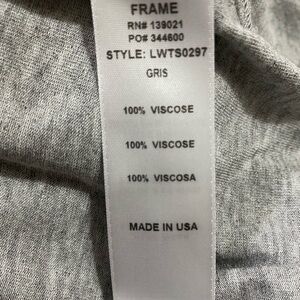 FRAME
RN# 139021
PO# 344600
STYLE: LWTS0297
GRIS
100% VISCOSE
100% VISCOSE
100% VISCOSA
MADE IN USA